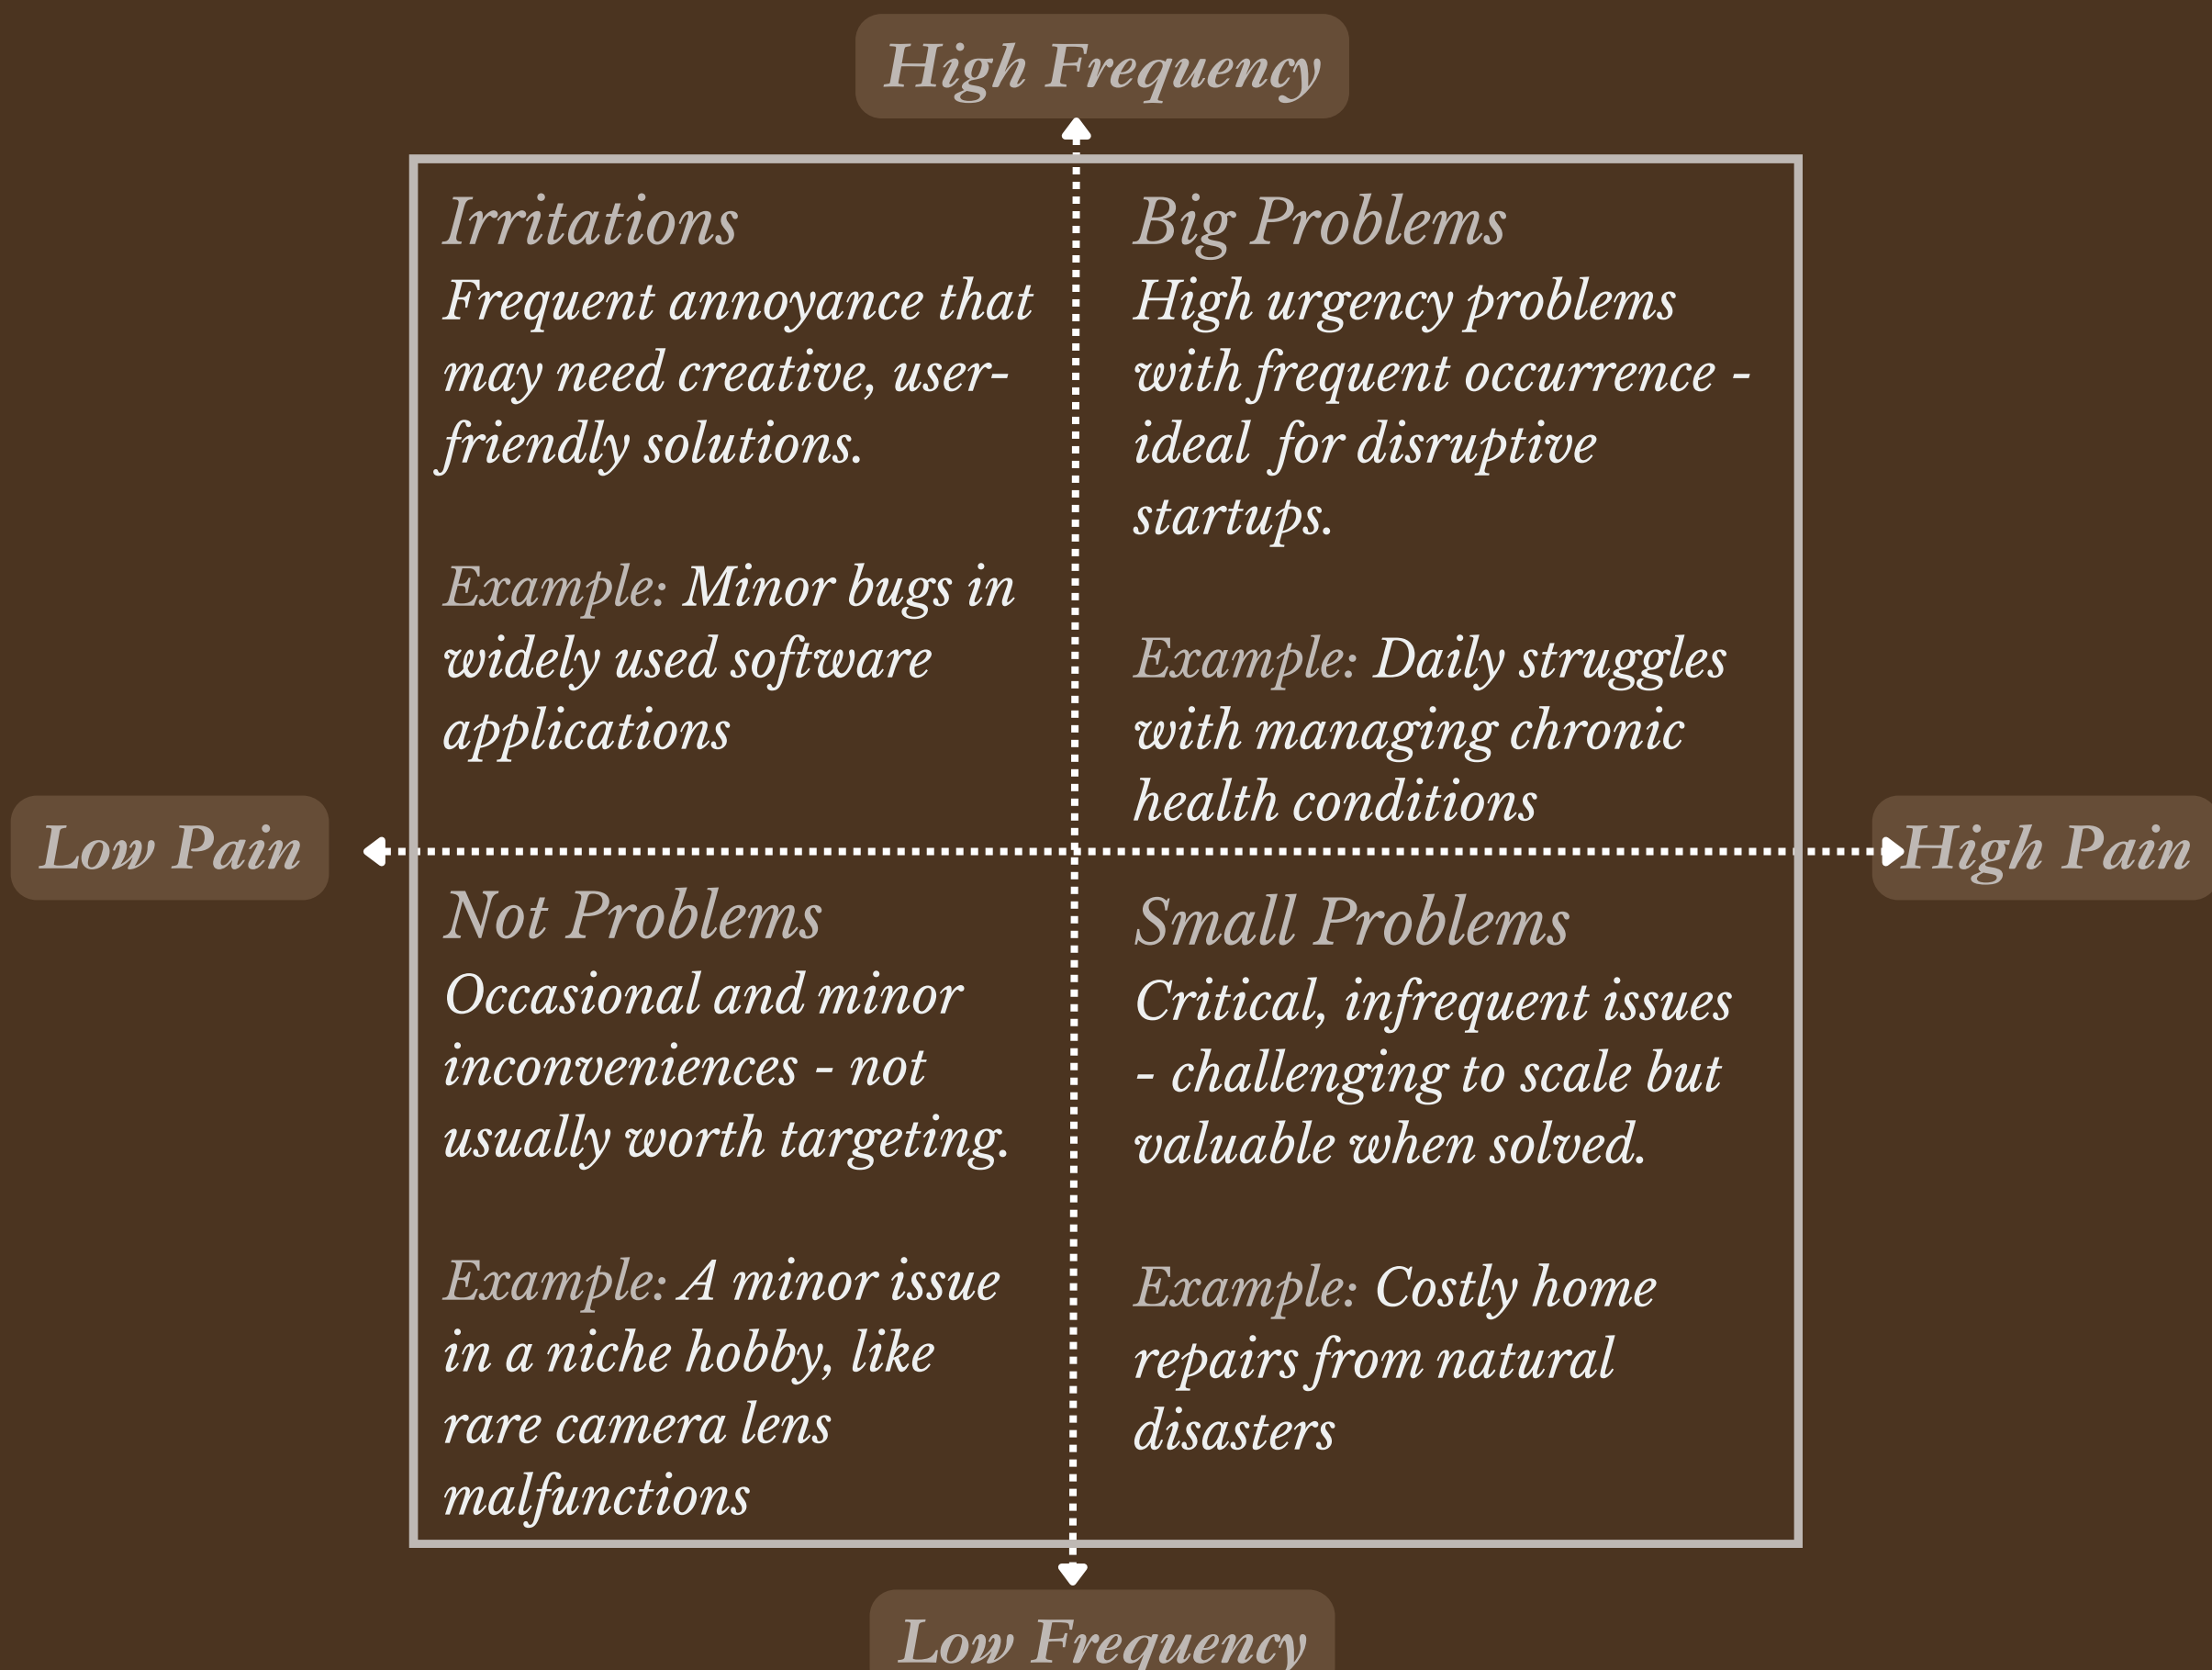 High Frequency
Irritations
Frequent annoyance that
may need creative, user-
friendly solutions.
Example: Minor bugs in
widely used software
applications
Big Problems
High urgency problems
with frequent occurrence -
ideal  for disruptive
startups.
Example: Daily struggles
with managing chronic
health conditions
Low Pain
High Pain
Not Problems
Occasional and minor
inconveniences - not
usually worth targeting.
Example: A minor issue
in a niche hobby, like
rare camera lens
malfunctions
Small Problems
Critical, infrequent issues
- challenging to scale but
valuable when solved.
Example: Costly home
repairs from natural
disasters
Low Frequency